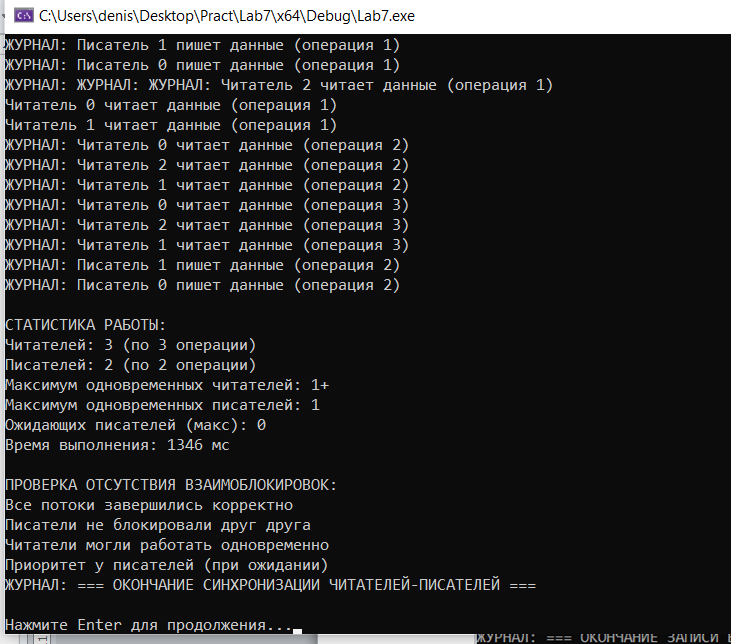 C:\Users\denis\Desktop\Pract\Lab7\x64\Debug\Lab7.exe
ЖУРНАЛ: Писатель 1 пишет данные (операция 1)
ЖУРНАЛ: Писатель 0 пишет данные (операция 1)
ЖУРНАЛ: ЖУРНАЛ: ЖУРНАЛ: Читатель 2 читает данные (операция 1)
Читатель 0 читает данные (операция 1)
Читатель 1 читает данные (операция 1)
ЖУРНАЛ: Читатель 0 читает данные (операция 2)
ЖУРНАЛ: Читатель 2 читает данные (операция 2)
ЖУРНАЛ: Читатель 1 читает данные (операция 2)
ЖУРНАЛ: Читатель 0 читает данные (операция 3)
ЖУРНАЛ: Читатель 2 читает данные (операция 3)
ЖУРНАЛ: Читатель 1 читает данные (операция 3)
ЖУРНАЛ: Писатель 1 пишет данные (операция 2)
ЖУРНАЛ: Писатель 0 пишет данные (операция 2)
СТАТИСТИКА РАБОТЫ:
Читателей: 3 (по 3 операции)
Писателей: 2 (по 2 операции)
Максимум одновременных читателей: 1+
Максимум одновременных писателей: 1
Ожидающих писателей (макс): 0
Время выполнения: 1346 мс
ПРОВЕРКА ОТСУТСТВИЯ ВЗАИМОБЛОКИРОВОК:
Все потоки завершились корректно
Писатели не блокировали друг друга
Читатели могли работать одновременно
Приоритет у писателей (при ожидании)
ЖУРНАЛ: === ОКОНЧАНИЕ СИНХРОНИЗАЦИИ ЧИТАТЕЛЕЙ-ПИСАТЕЛЕЙ ===
Нажмите Enter для продолжения...
ЖУРНАЛ: === ОКОНЧАНИЕ ЗАПИСИ